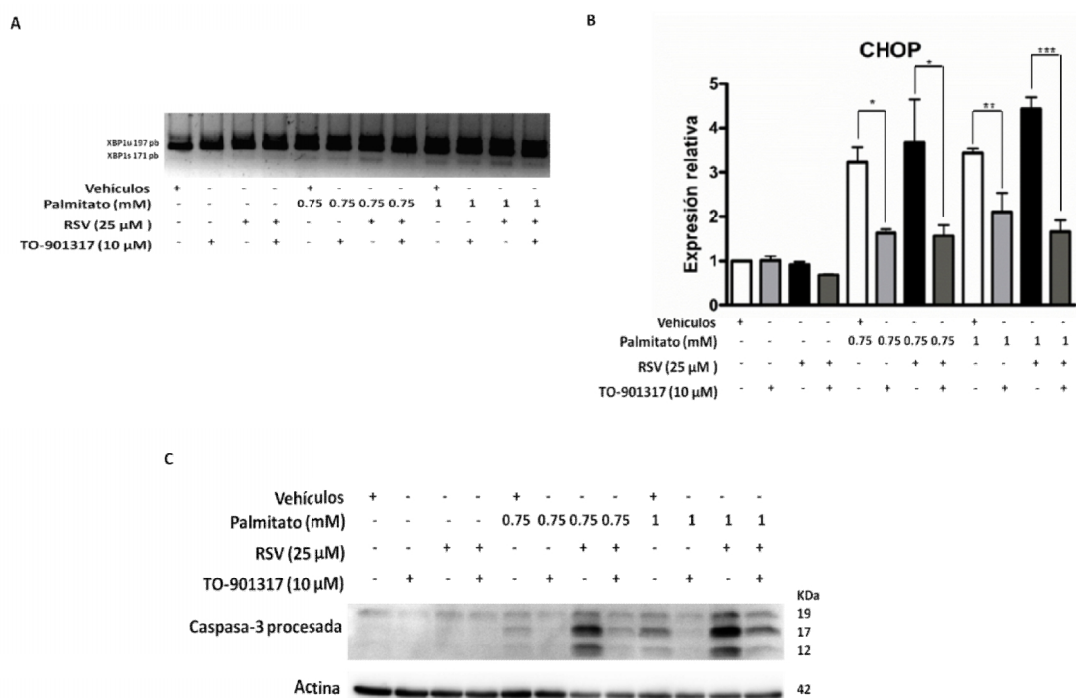 A
XBP1u 197 pb
XBP1s 171 pb
Vehículos + - - - + - - - + - - -
Palmitato (mM) - - - - 0.75 0.75 0.75 0.75 1 1 1 1
RSV (25 µM ) - - + + - - + + - - + +
TO-901317 (10 µM) - + - + - + - + - + - +
B
CHOP
Expresión relativa
5
4
3
2
1
0
* * ** ***
Vehículos + - - - + - - - + - - -
Palmitato (mM) - - - - 0.75 0.75 0.75 0.75 1 1 1 1
RSV (25 µM ) - - + + - - + + - - + +
TO-901317 (10 µM) - + - + - + - + - + - +
C
Vehículos + - - - + - - - + - - -
Palmitato (mM) - - - - 0.75 0.75 0.75 0.75 1 1 1 1
RSV (25 µM) - - + + - - + + - - + +
TO-901317 (10 µM) - + - + - + - + - + - +
KDa
19
Caspasa-3 procesada 17
12
Actina 42